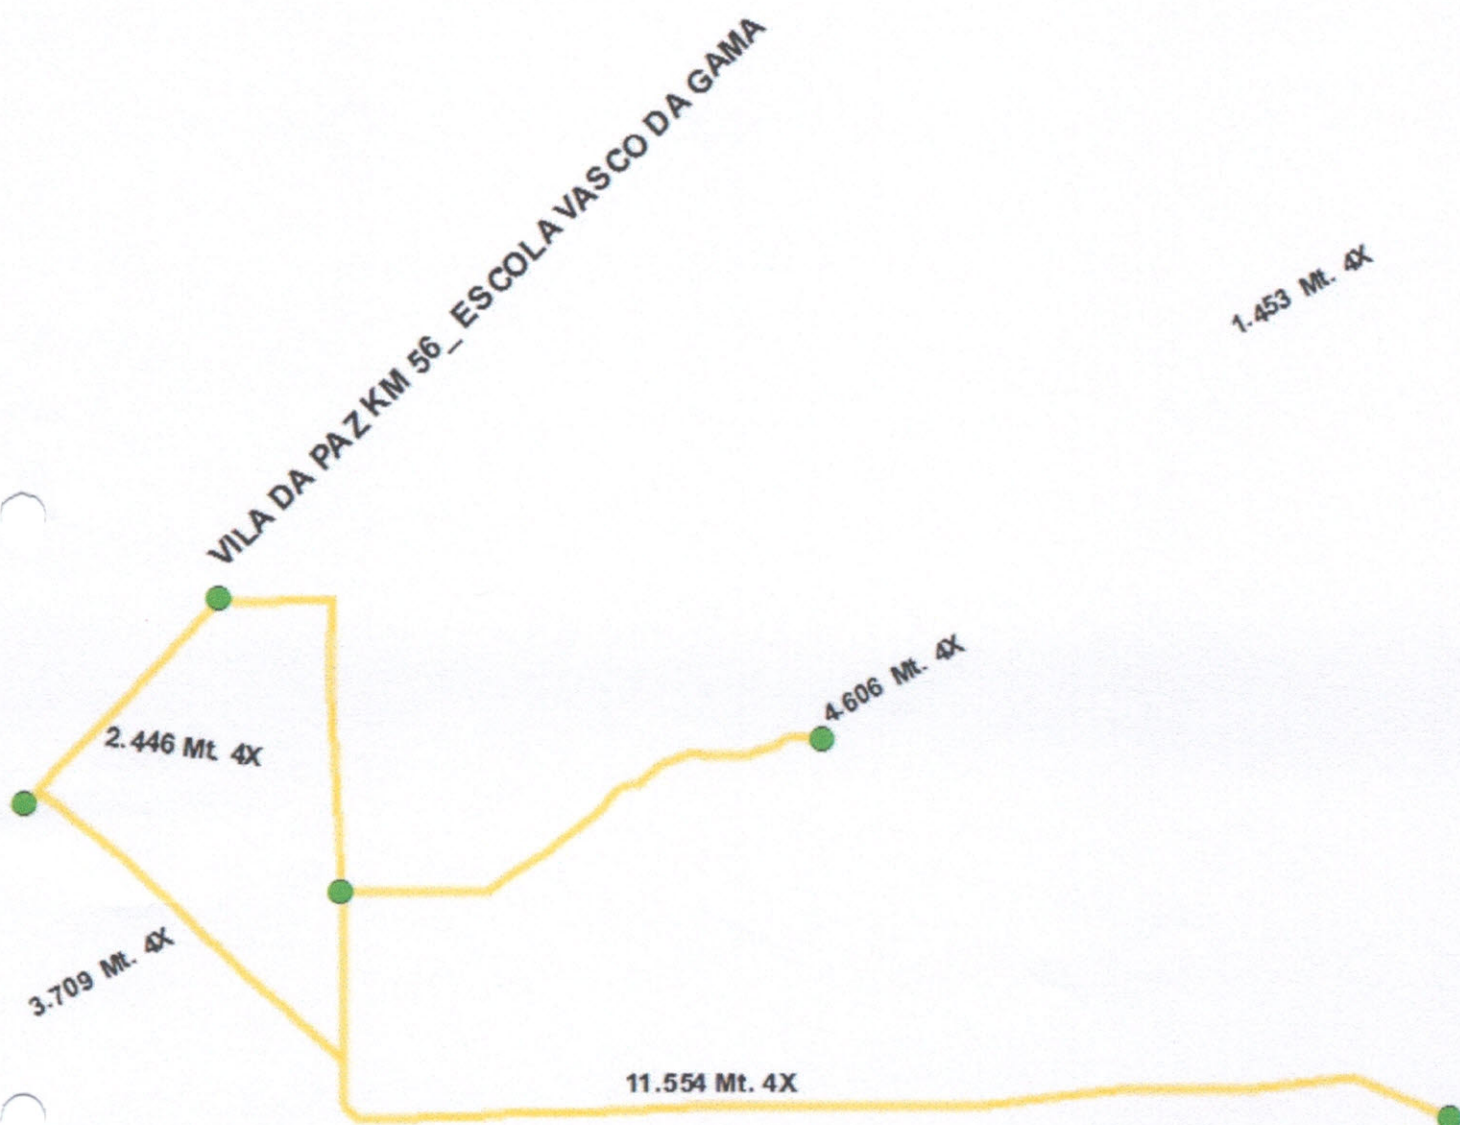 VILA DA PAZ KM 56_ ESCOLA VASCO DA GAMA
1.453 Mt. 4X
4.606 Mt. 4X
2.446 Mt. 4X
3.709 Mt. 4X
11.554 Mt. 4X